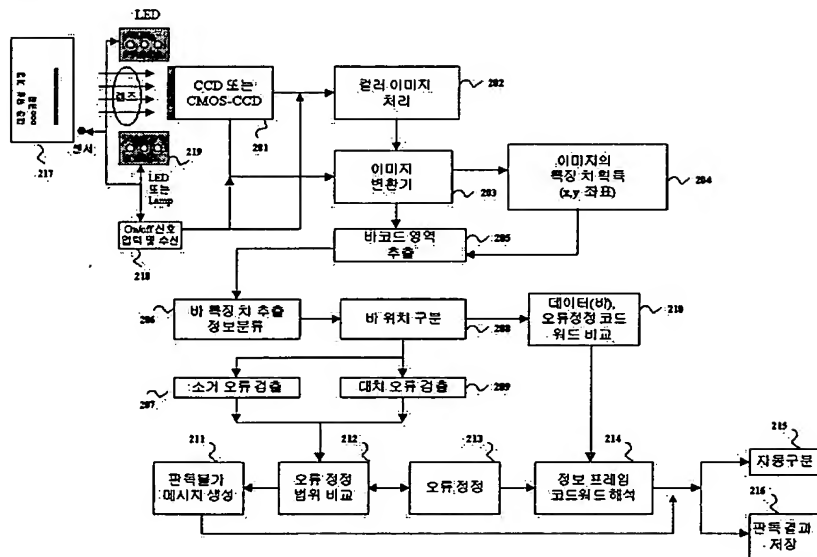 LED
렌즈
CCD 또는
CMOS-CCD
201
컬러 이미지
처리
202
217
센서
219
LED
또는
Lamp
이미지
변환기
203
이미지의
특징 치 획득
(x,y 좌표)
204
On/off 신호
입력 및 수신
218
바코드 영역
추출
205
바 특징 치 추출
정보분류
206
바 위치 구분
208
데이터(바),
오류정정 코드
워드 비교
210
소거 오류 검출
207
대치 오류 검출
209
211
판독불가
메시지 생성
212
오류 정정
범위 비교
213
오류 정정
214
정보 프레임
코드워드 해석
215
자동구분
216
판독 결과
저장